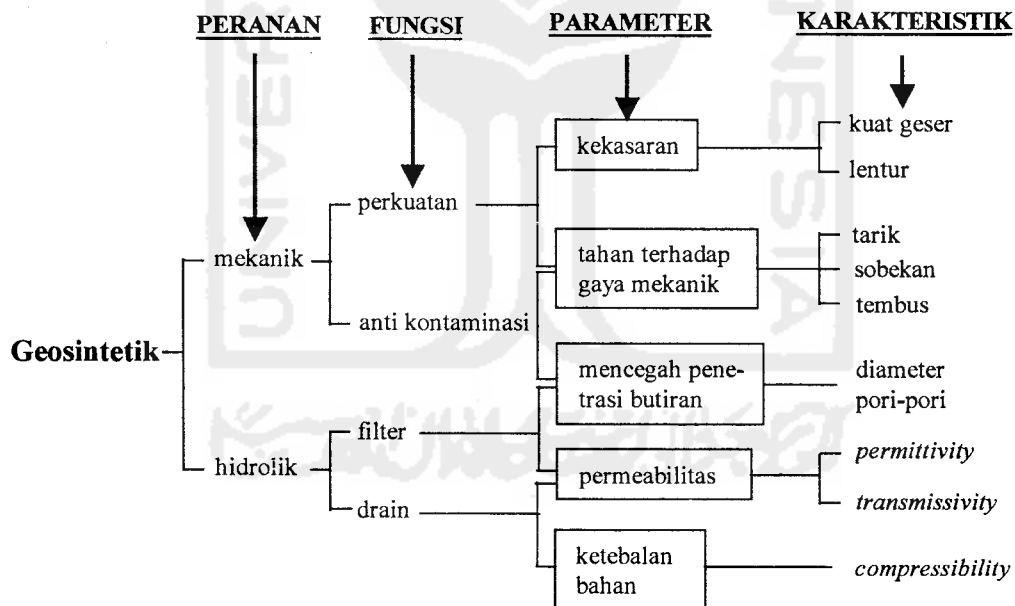 PERANAN FUNGSI PARAMETER KARAKTERISTIK
kekasaran
kuat geser
lentur
perkuatan
mekanik
tahan terhadap
gaya mekanik
tarik
sobekan
tembus
anti kontaminasi
Geosintetik
mencegah pene-
trasi butiran
diameter
pori-pori
filter
hidrolik
drain
permeabilitas
permittivity
transmissivity
ketebalan
bahan
compressibility